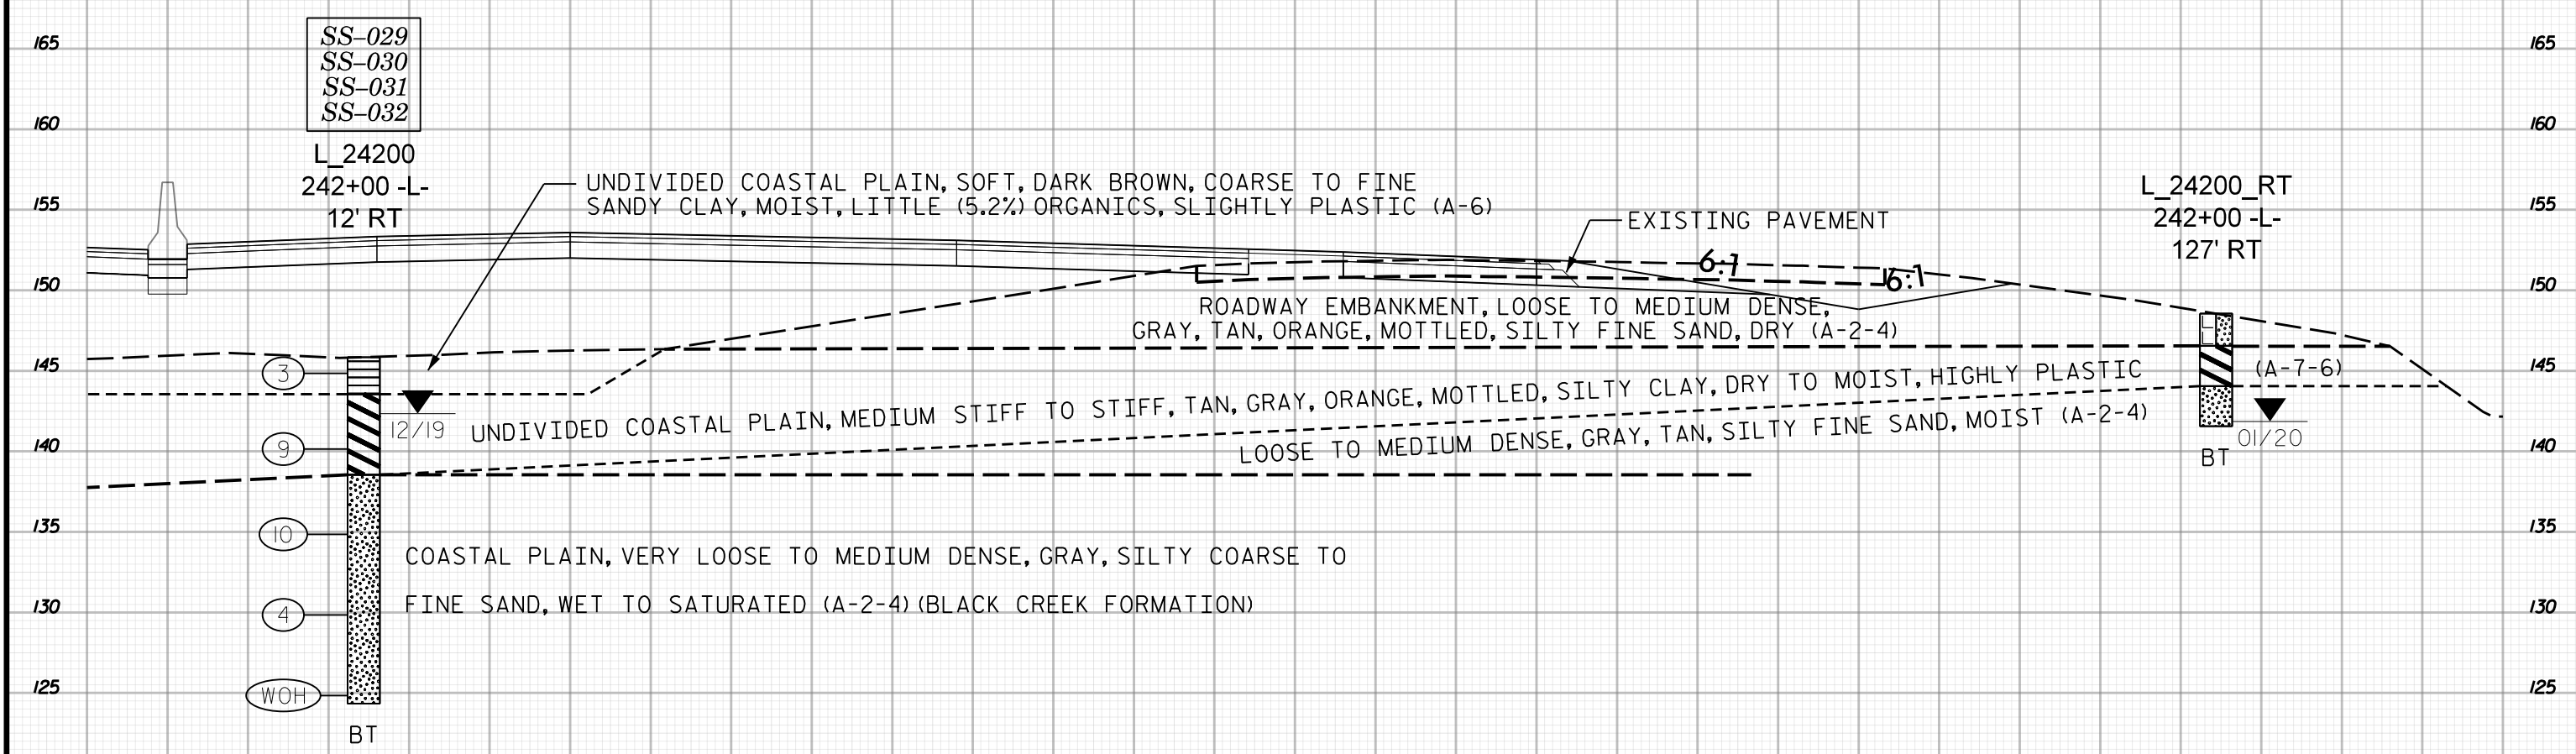 165
165
SS-029
SS-030
SS-031
SS-032
160
160
L_24200
242+00 -L-
12' RT
UNDIVIDED COASTAL PLAIN, SOFT, DARK BROWN, COARSE TO FINE
SANDY CLAY, MOIST, LITTLE (5.2%) ORGANICS, SLIGHTLY PLASTIC (A-6)
L_24200_RT
242+00 -L-
127' RT
155
155
EXISTING PAVEMENT
6:1
6:1
150
150
ROADWAY EMBANKMENT, LOOSE TO MEDIUM DENSE,
GRAY, TAN, ORANGE, MOTTLED, SILTY FINE SAND, DRY (A-2-4)
145
145
3
(A-7-6)
12/19
UNDIVIDED COASTAL PLAIN, MEDIUM STIFF TO STIFF, TAN, GRAY, ORANGE, MOTTLED, SILTY CLAY, DRY TO MOIST, HIGHLY PLASTIC
LOOSE TO MEDIUM DENSE, GRAY, TAN, SILTY FINE SAND, MOIST (A-2-4)
01/20
140
140
9
BT
135
135
10
COASTAL PLAIN, VERY LOOSE TO MEDIUM DENSE, GRAY, SILTY COARSE TO
FINE SAND, WET TO SATURATED (A-2-4) (BLACK CREEK FORMATION)
130
130
4
125
125
WOH
BT